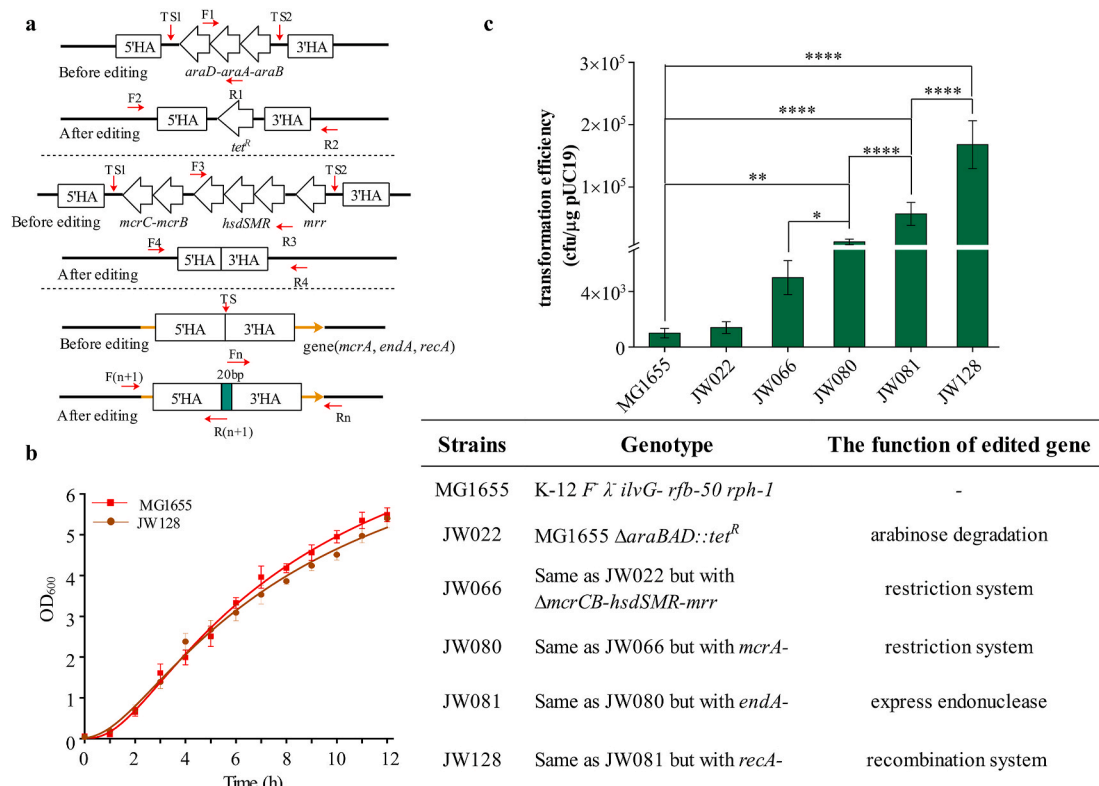 a
TS1 F1 TS2
5'HA 3'HA
Before editing araD-araA-araB
F2 R1
5'HA 3'HA
After editing tetR R2
TS1 F3 TS2
5'HA 3'HA
Before editing mcrC-mcrB hsdSMR mrr
F4 R3
5'HA 3'HA
After editing R4
TS
5'HA 3'HA
Before editing gene(mcrA, endA, recA)
Fn
F(n+1) 20bp
5'HA 3'HA
After editing R(n+1) Rn
b
6
5
4
3
2
1
0
OD600
MG1655
JW128
0 2 4 6 8 10 12
Time (h)
c
transformation efficiency
(cfu/μg pUC19)
3×10⁵
2×10⁵
1×10⁵
4×10³
0
****
**** ****
** ****
*
MG1655 JW022 JW066 JW080 JW081 JW128
Strains Genotype The function of edited gene
MG1655 K-12 F- λ- ilvG- rfb-50 rph-1 -
JW022 MG1655 ΔaraBAD::tetR arabinose degradation
JW066 Same as JW022 but with restriction system
ΔmcrCB-hsdSMR-mrr
JW080 Same as JW066 but with mcrA- restriction system
JW081 Same as JW080 but with endA- express endonuclease
JW128 Same as JW081 but with recA- recombination system